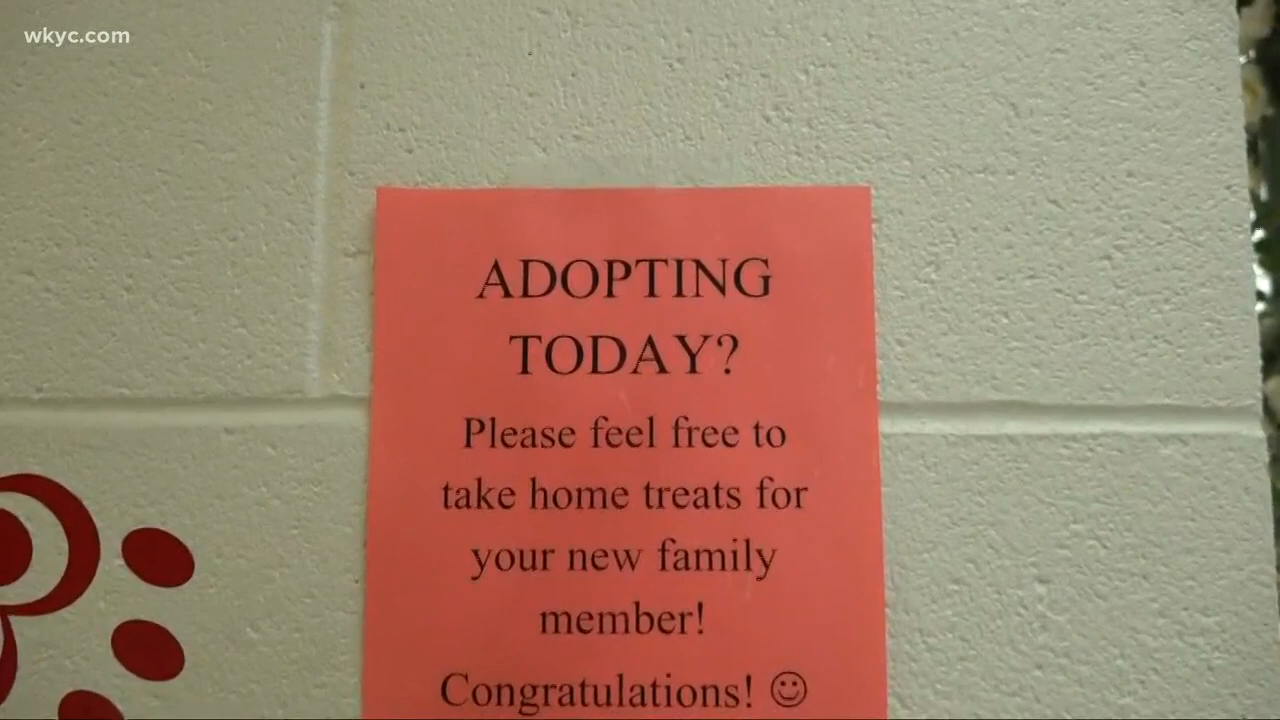 wkyc.com
ADOPTING
TODAY?
Please feel free to
take home treats for
your new family
member!
Congratulations! ☺